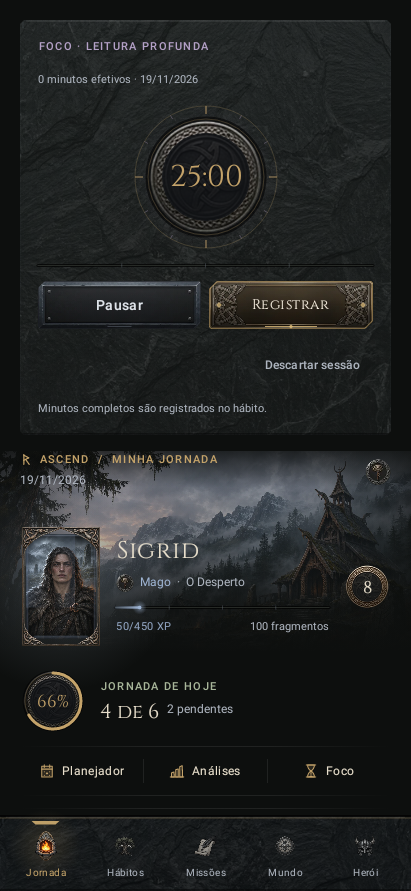 FOCO · LEITURA PROFUNDA
0 minutos efetivos · 19/11/2026
25:00
Pausar
Registrar
Descartar sessão
Minutos completos são registrados no hábito.
ASCEND / MINHA JORNADA
19/11/2026
Sigrid
Mago · O Desperto
8
50/450 XP
100 fragmentos
66%
JORNADA DE HOJE
4 de 6 2 pendentes
Planejador
Análises
Foco
Jornada
Hábitos
Missões
Mundo
Herói